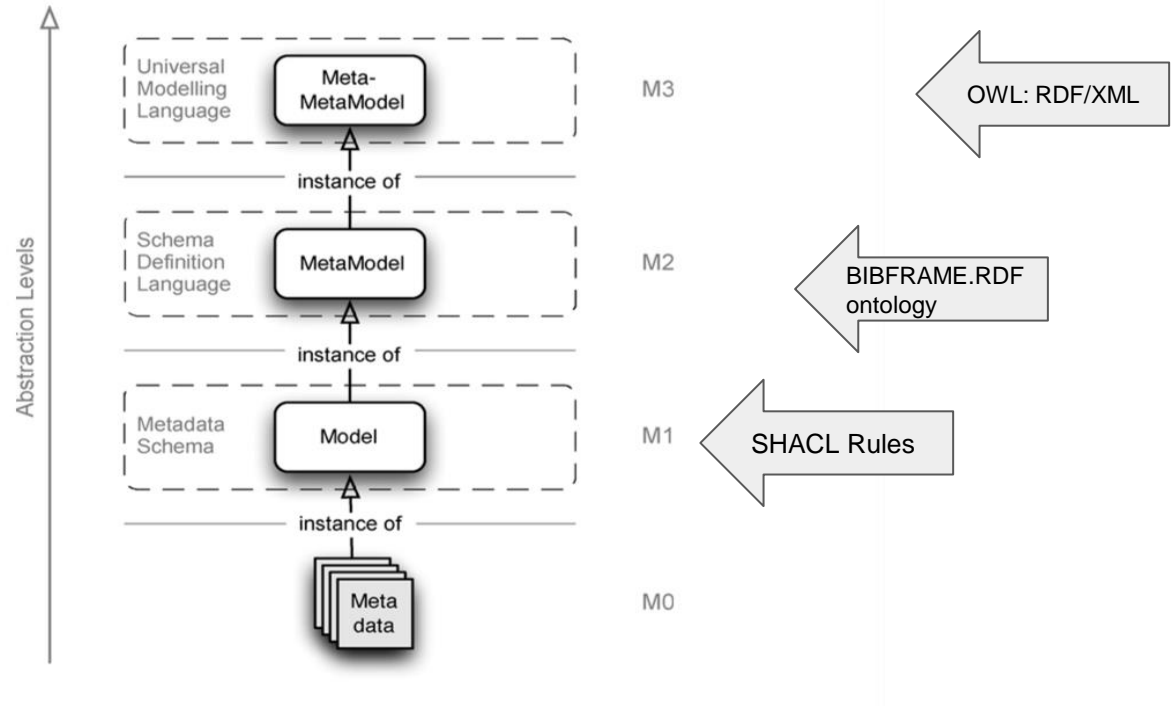 Universal
Modelling
Language
Meta-
MetaModel
M3
OWL: RDF/XML
instance of
Schema
Definition
Language
MetaModel
M2
BIBFRAME.RDF
ontology
instance of
Metadata
Schema
Model
M1
SHACL Rules
instance of
Meta
data
M0
Abstraction Levels